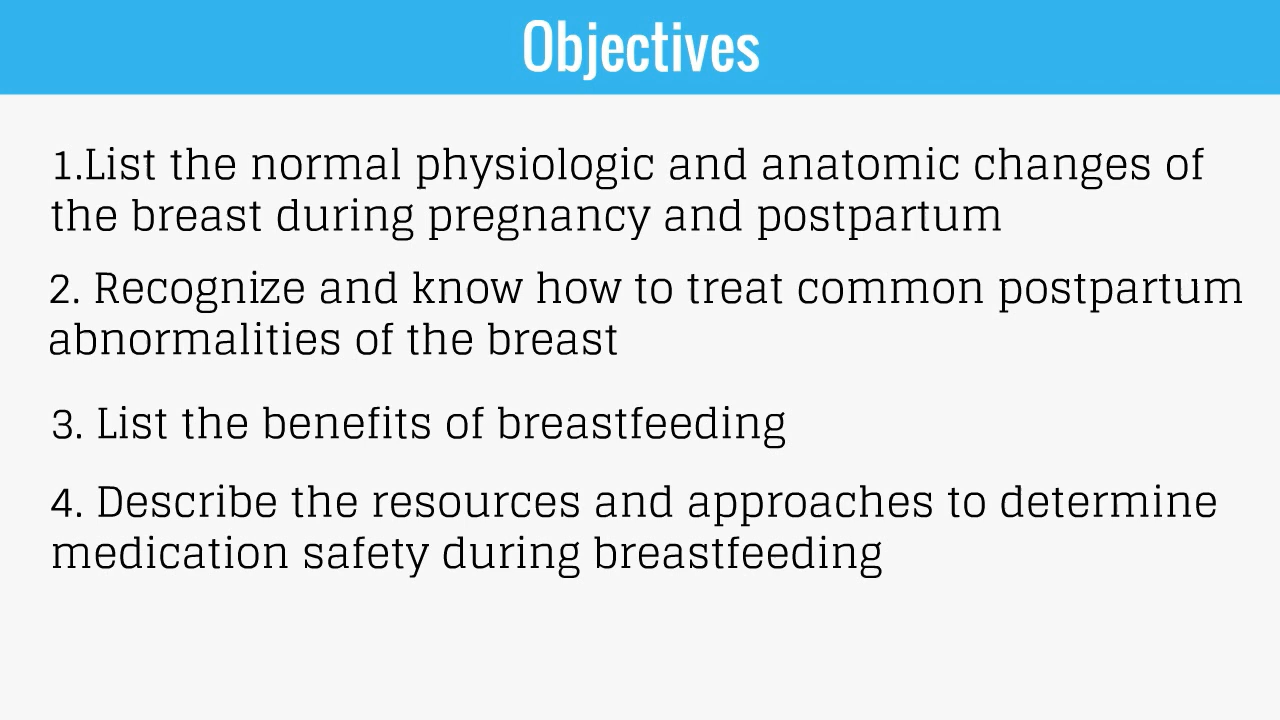 Objectives
1.List the normal physiologic and anatomic changes of
the breast during pregnancy and postpartum
2. Recognize and know how to treat common postpartum
abnormalities of the breast
3. List the benefits of breastfeeding
4. Describe the resources and approaches to determine
medication safety during breastfeeding